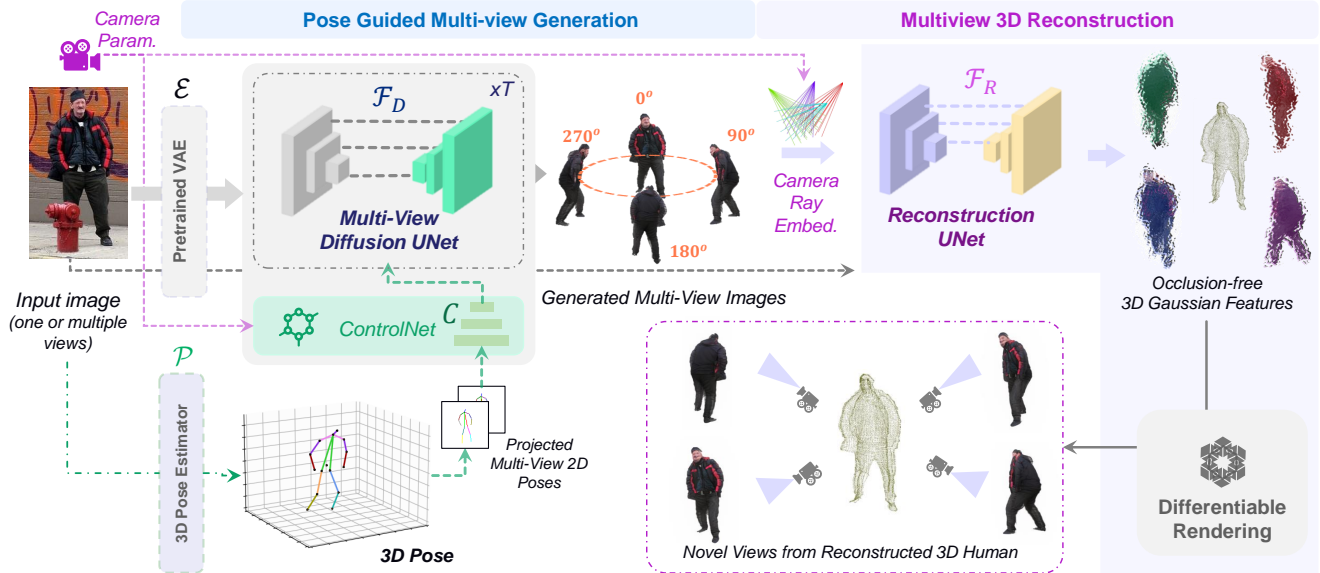 Pose Guided Multi-view Generation
Multiview 3D Reconstruction
Camera
Param.
ℰ
Pretrained VAE
ℱ_D
xT
Multi-View
Diffusion UNet
0°
270°
90°
180°
Camera
Ray
Embed.
ℱ_R
Reconstruction
UNet
Occlusion-free
3D Gaussian Features
Generated Multi-View Images
Input image
(one or multiple
views)
ControlNet
C
𝒫
3D Pose Estimator
Projected
Multi-View 2D
Poses
3D Pose
Novel Views from Reconstructed 3D Human
Differentiable
Rendering